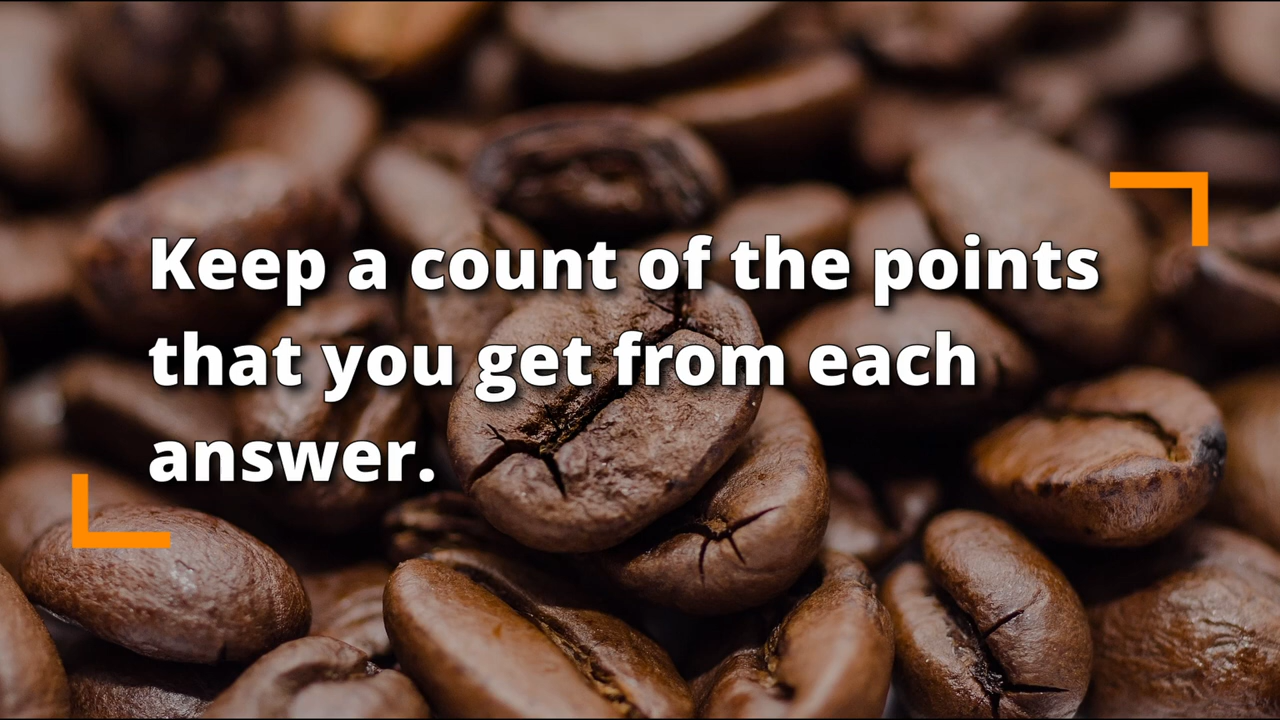 Keep a count of the points
that you get from each
answer.